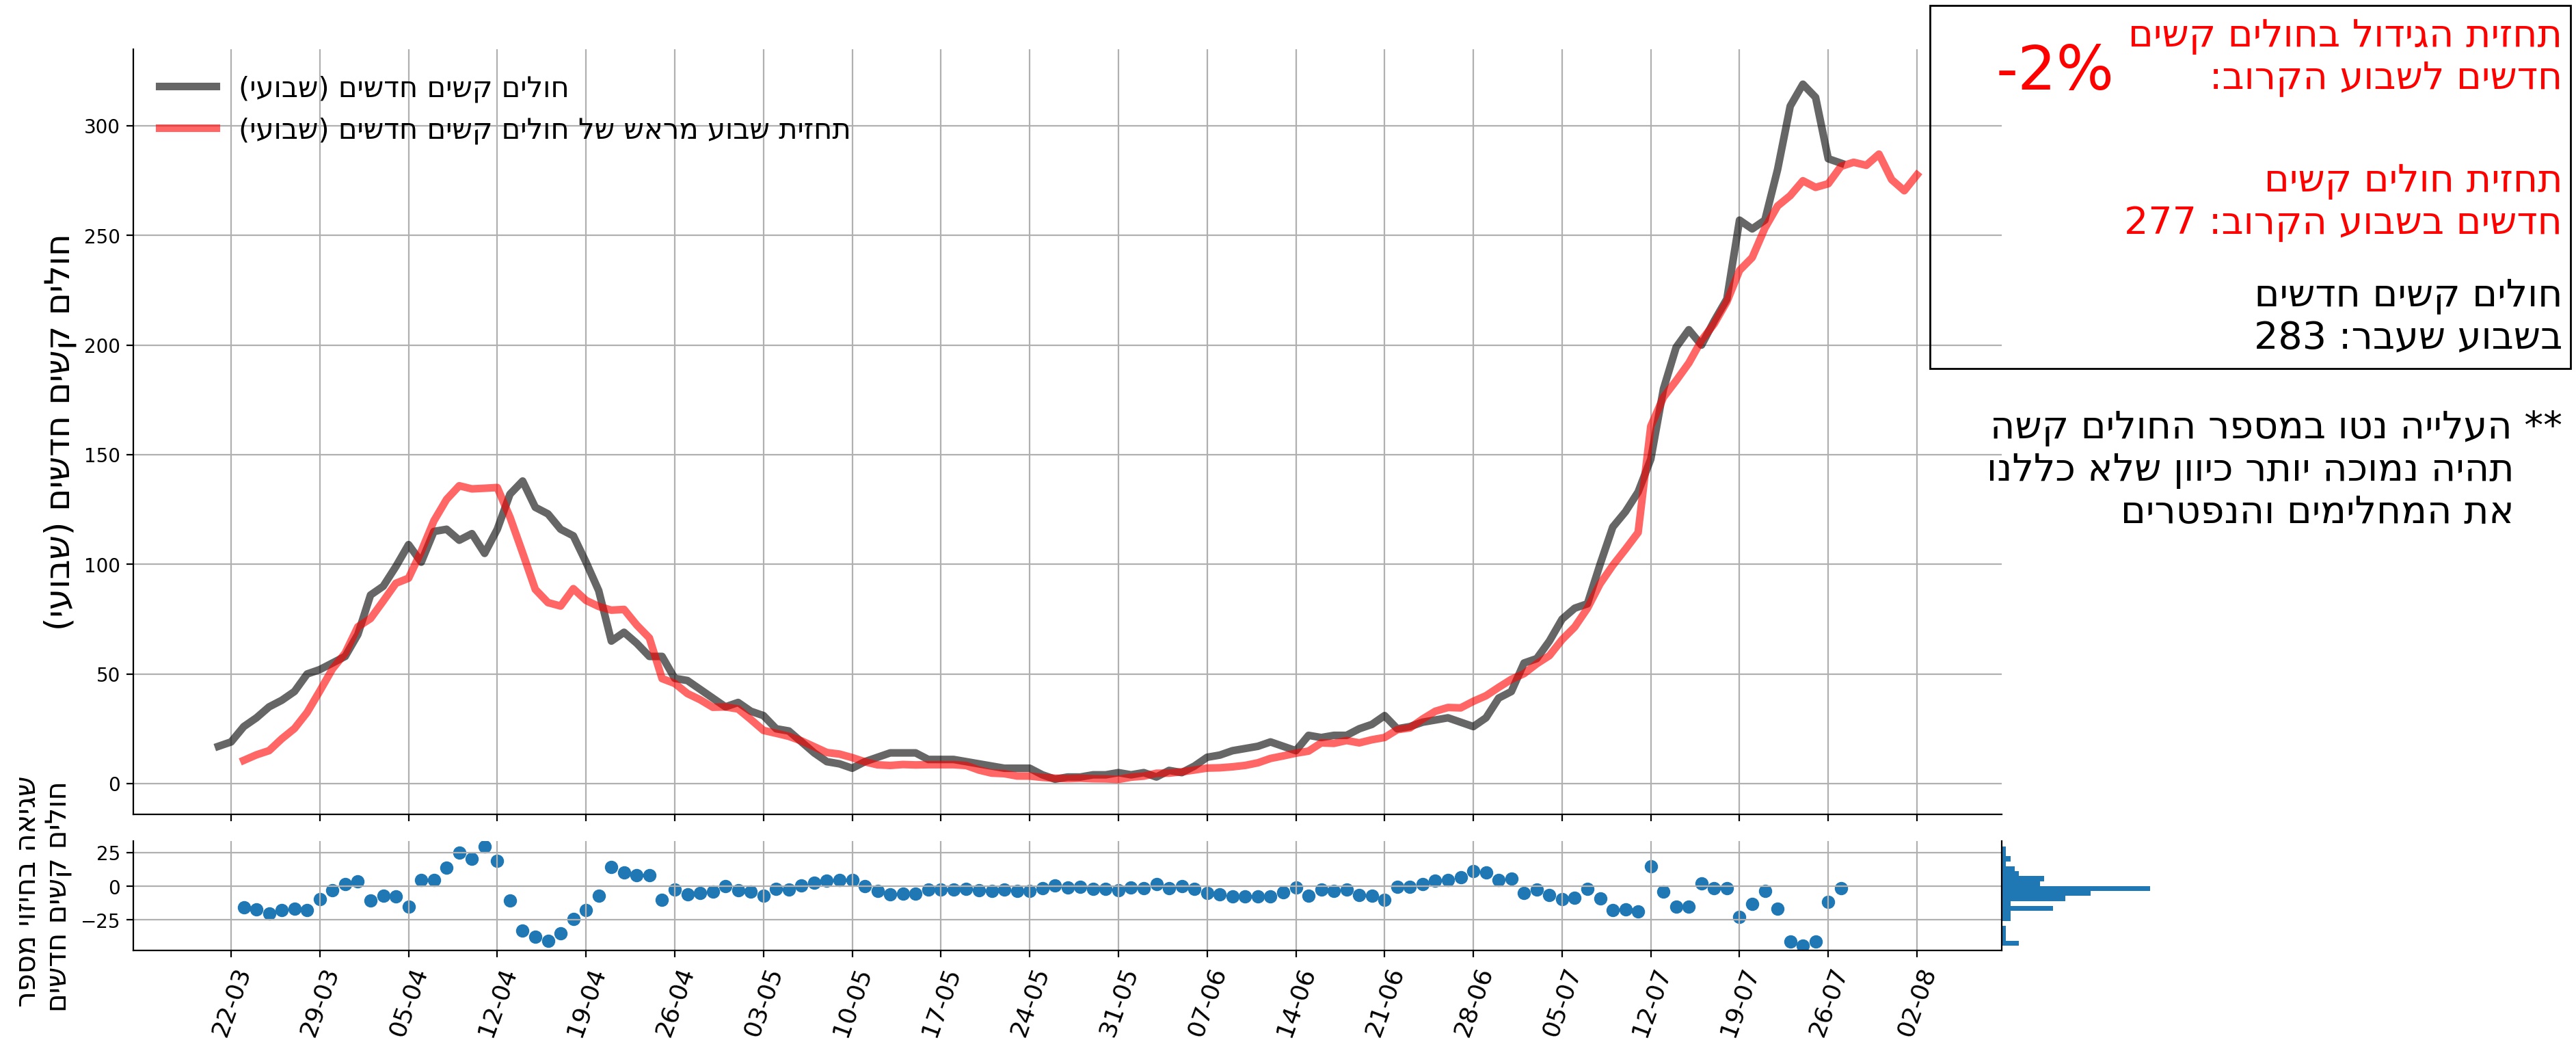 חולים קשים חדשים (שבועי)
תחזית שבוע מראש של חולים קשים חדשים (שבועי)
תחזית הגידול בחולים קשים
חדשים לשבוע הקרוב:
-2%
תחזית חולים קשים
חדשים בשבוע הקרוב: 277
חולים קשים חדשים
בשבוע שעבר: 283
** העלייה נטו במספר החולים קשה
תהיה נמוכה יותר כיוון שלא כללנו
את המחלימים והנפטרים
חולים קשים חדשים (שבועי)
300
250
200
150
100
50
0
שגיאה בחיזוי מספר
חולים קשים חדשים
25
0
−25
22-03
29-03
05-04
12-04
19-04
26-04
03-05
10-05
17-05
24-05
31-05
07-06
14-06
21-06
28-06
05-07
12-07
19-07
26-07
02-08